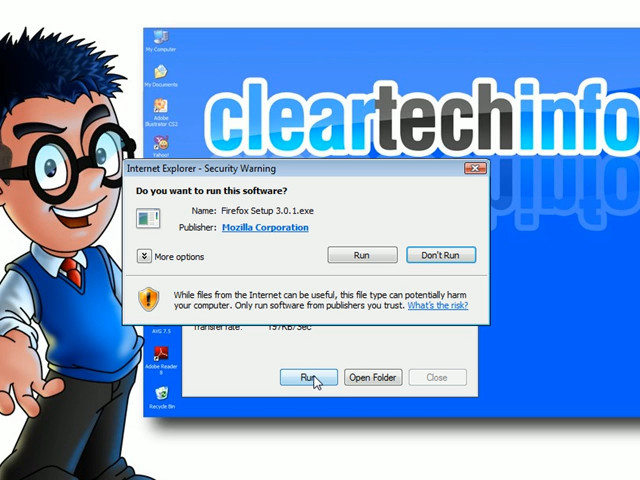 My Computer
My Documents
Adobe
Illustrator CS2
Yahoo!
cleartechinfo
Internet Explorer - Security Warning
Do you want to run this software?
Name: Firefox Setup 3.0.1.exe
Publisher: Mozilla Corporation
More options
Run
Don't Run
While files from the Internet can be useful, this file type can potentially harm
your computer. Only run software from publishers you trust. What's the risk?
AVG 7.5
Transfer rate: 197KB/Sec
Adobe Reader
8
Run
Open Folder
Close
Recycle Bin